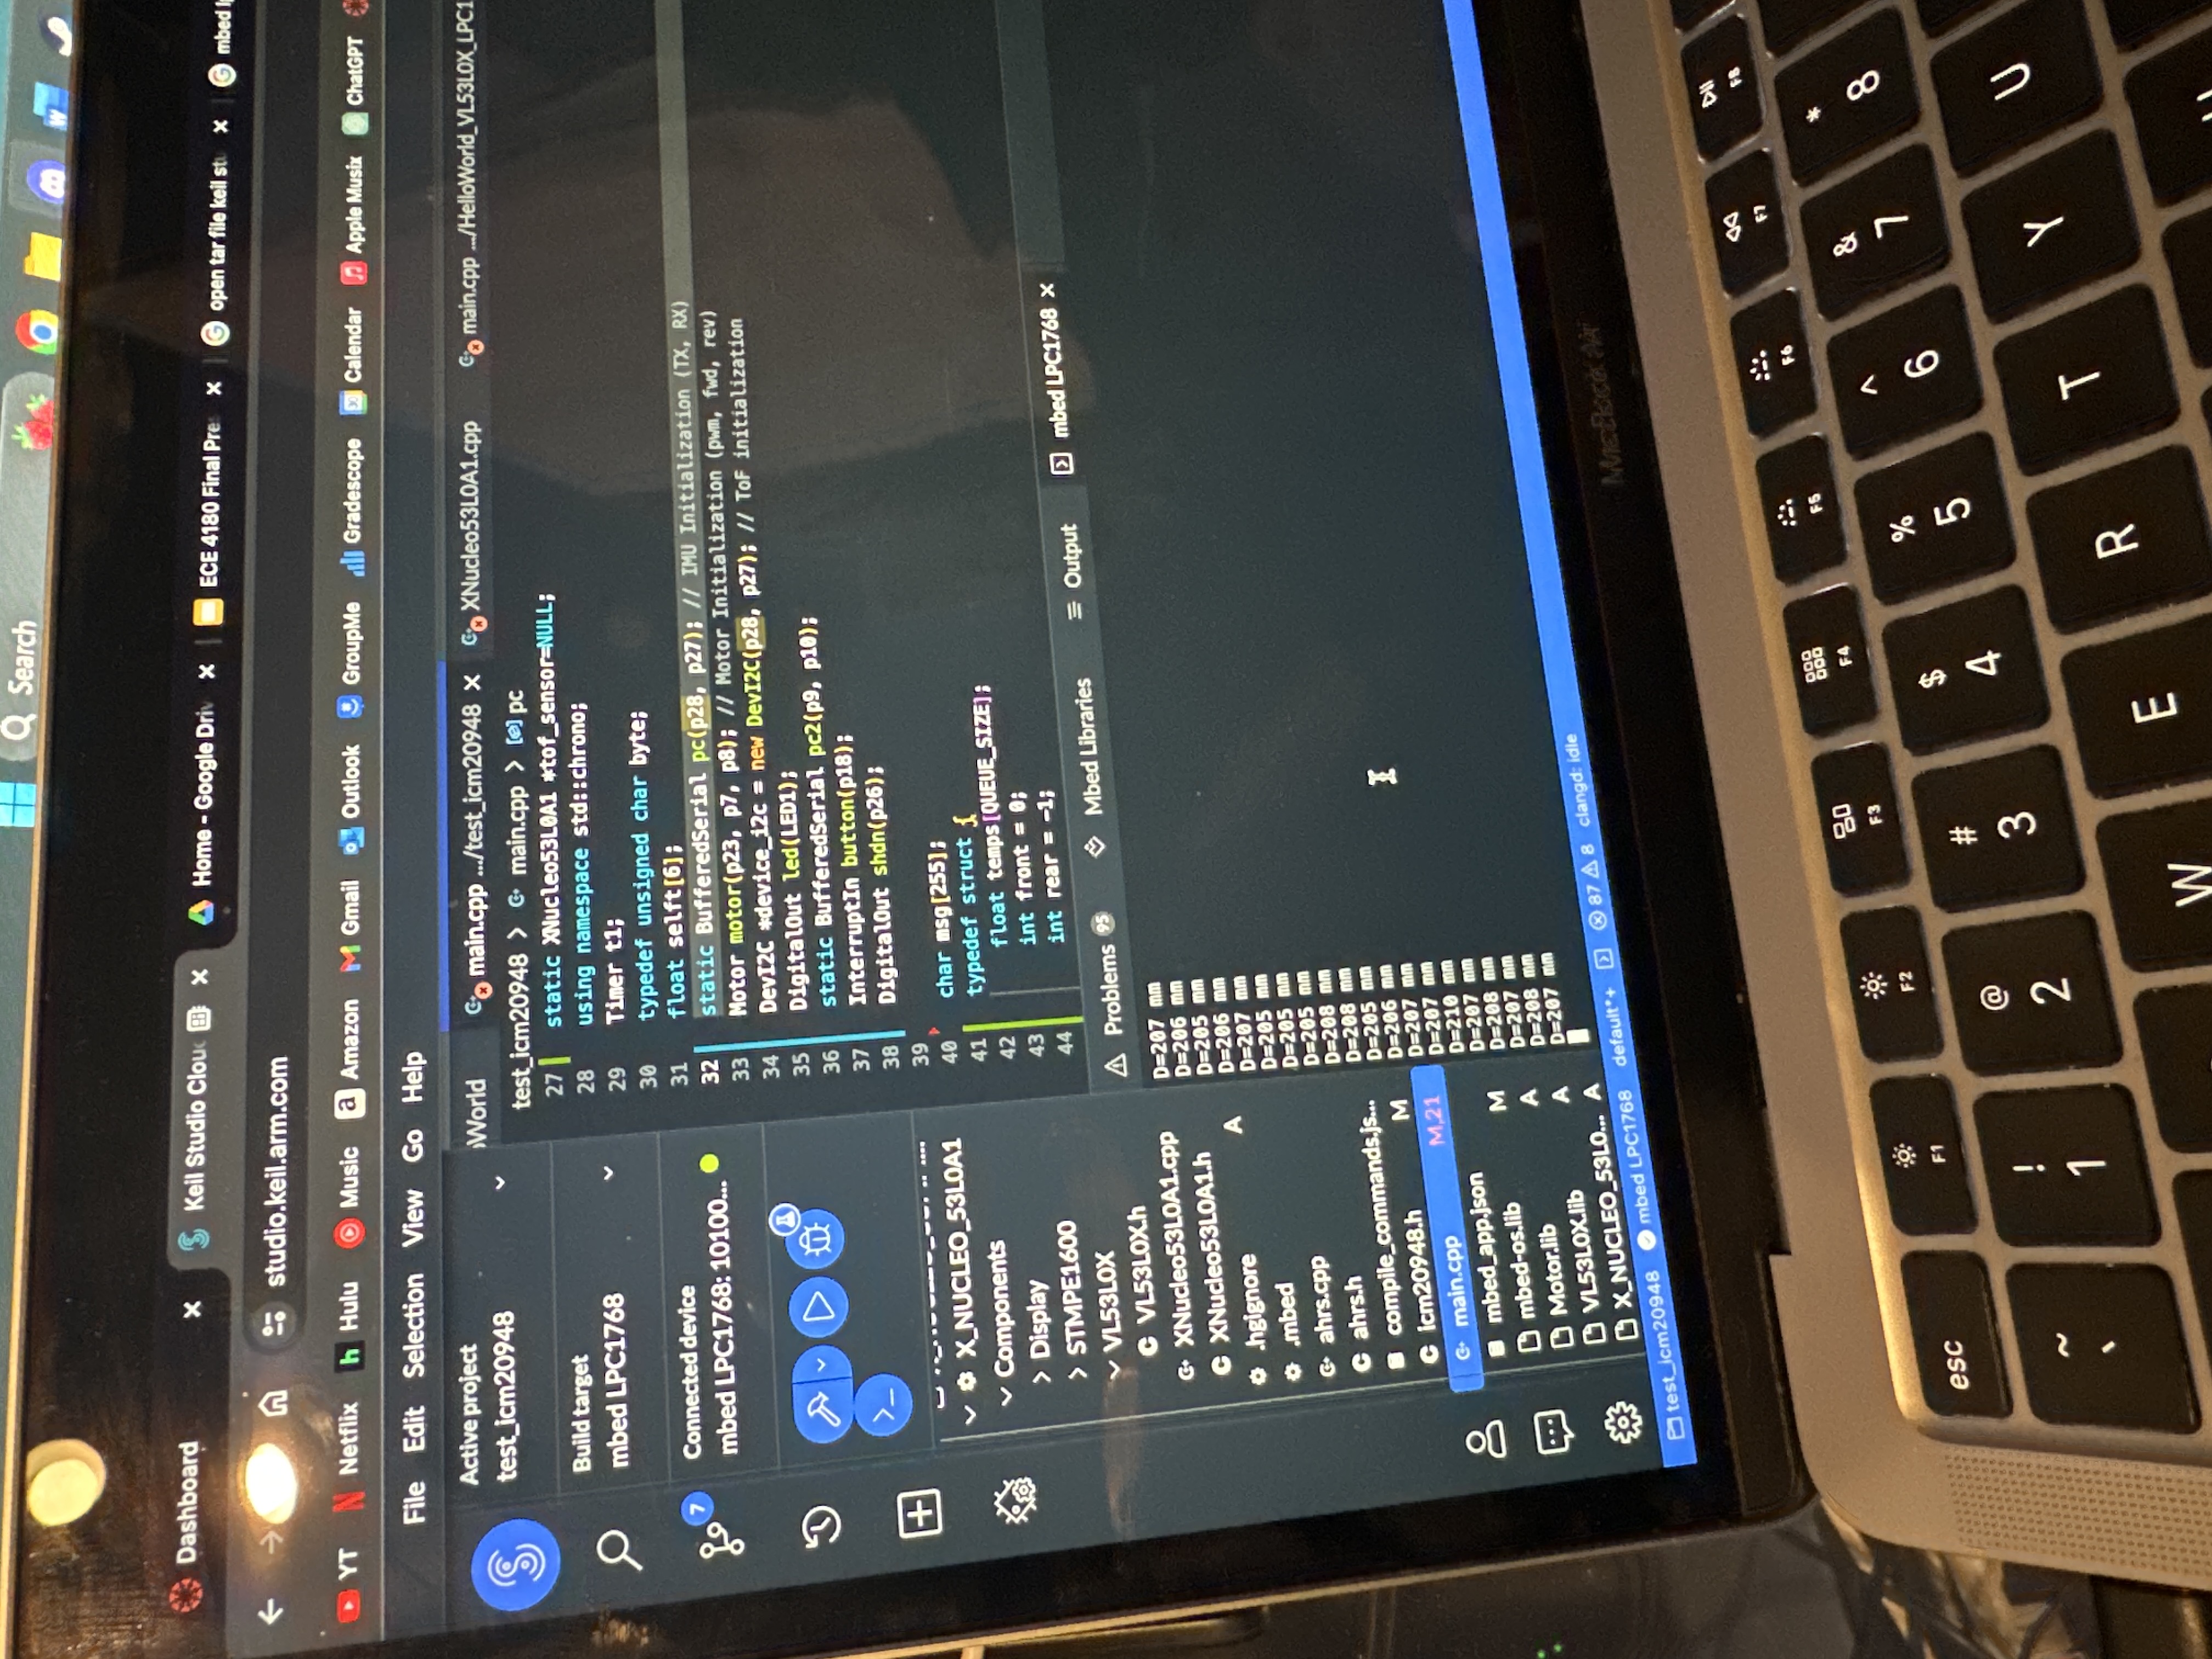 Search
Dashboard
Keil Studio Clou
Home - Google Driv
ECE 4180 Final Pre
open tar file keil stu
mbed l
studio.keil.arm.com
YT Netflix Hulu Music Amazon Gmail Outlook GroupMe Gradescope Calendar Apple Musix ChatGPT
File Edit Selection View Go Help
Active project
test_icm20948
Build target
mbed LPC1768
Connected device
mbed LPC1768: 10100...
7
oWorld
main.cpp .../test_icm20948
XNucleo53L0A1.cpp
main.cpp .../HelloWorld_VL53L0X_LPC1
test_icm20948 > main.cpp > pc
27 static XNucleo53L0A1 *tof_sensor=NULL;
28 using namespace std::chrono;
29 Timer t1;
30 typedef unsigned char byte;
31 float selft[6];
32 static BufferedSerial pc(p28, p27); // IMU Initialization (TX, RX)
33 Motor motor(p23, p7, p8); // Motor Initialization (pwm, fwd, rev)
34 DevI2C *device_i2c = new DevI2C(p28, p27); // ToF initialization
35 DigitalOut led(LED1);
36 static BufferedSerial pc2(p9, p10);
37 InterruptIn button(p18);
38 DigitalOut shdn(p26);
39
40 char msg[255];
41 typedef struct {
42 float temps[QUEUE_SIZE];
43 int front = 0;
44 int rear = -1;
X_NUCLEO_53L0A1
Components
Display
STMPE1600
VL53L0X
VL53L0X.h
XNucleo53L0A1.cpp
XNucleo53L0A1.h
.hgignore A
.mbed
ahrs.cpp
ahrs.h
compile_commands.js...
icm20948.h M
main.cpp M,21
mbed_app.json
mbed-os.lib M
Motor.lib A
VL53L0X.lib A
X_NUCLEO_53L0... A
Problems 95
Mbed Libraries
Output
mbed LPC1768
D=207 mm
D=206 mm
D=205 mm
D=206 mm
D=207 mm
D=205 mm
D=205 mm
D=205 mm
D=208 mm
D=208 mm
D=205 mm
D=206 mm
D=207 mm
D=207 mm
D=210 mm
D=207 mm
D=208 mm
D=207 mm
D=208 mm
D=207 mm
test_icm20948 mbed LPC1768 default*+ 87 8 clangd: idle
MacBook Air
esc F1 F2 F3 F4 F5 F6 F7 F8
~ ` ! 1 @ 2 # 3 $ 4 % 5 ^ 6 & 7 * 8
W E R T Y U